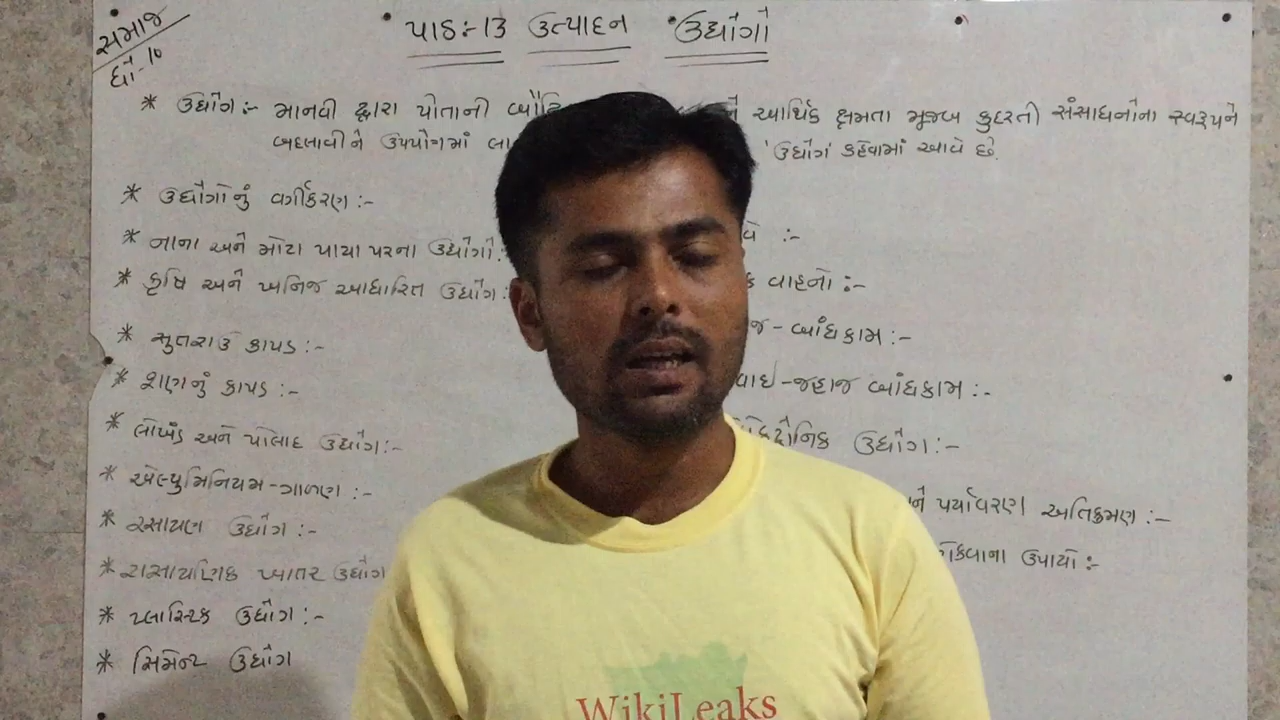 સમાજ
ધો-૧૦
પાઠ:-13 ઉત્પાદન ઉદ્યોગો
* ઉદ્યોગ:- માનવી દ્વારા પોતાની આર્થિક ક્ષમતા મુજબ કુદરતી સંસાધનોના સ્વરૂપને
બદલાવીને ઉપયોગમાં 'ઉદ્યોગ' કહેવામાં આવે છે.
* ઉદ્યોગોનું વર્ગીકરણ :-
* નાના અને મોટા પાયા પરના ઉદ્યોગો:
* કૃષિ અને ખનિજ આધારિત ઉદ્યોગ:
* સુતરાઉ કાપડ:-
* શણનું કાપડ :-
* લોખંડ અને પોલાદ ઉદ્યોગ:-
* એલ્યુમિનિયમ-ગાળણ :-
* રસાયણ ઉદ્યોગ :-
* રાસાયણિક ખાતર ઉદ્યોગ
* પ્લાસ્ટિક ઉદ્યોગ :-
* સિમેન્ટ ઉદ્યોગ
:-
વાહનો :-
બાંધકામ :-
-જહાજ બાંધકામ :-
ઉદ્યોગ :-
પર્યાવરણ અતિક્રમણ :-
ઉપાયો :-
WikiLeaks